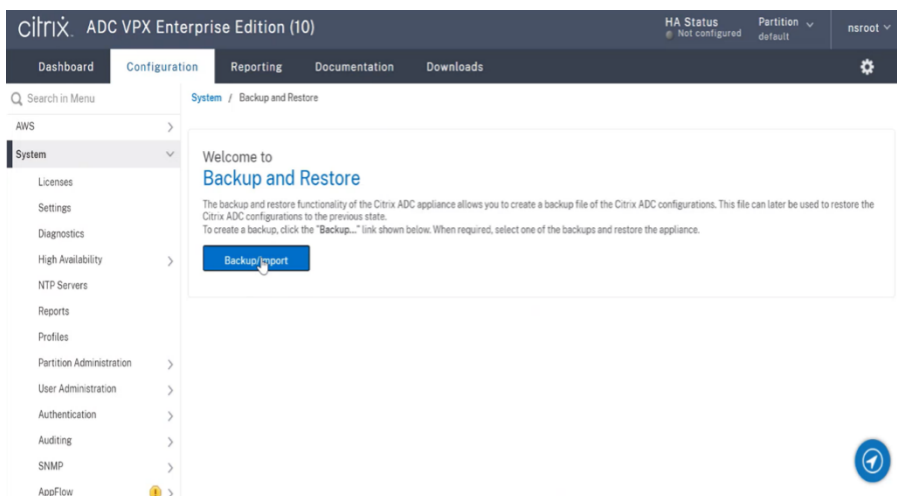 citrix. ADC VPX Enterprise Edition (10)
HA Status
Not configured
Partition
default
nsroot
Dashboard Configuration Reporting Documentation Downloads
Search in Menu
System / Backup and Restore
AWS
System
Licenses
Settings
Diagnostics
High Availability
NTP Servers
Reports
Profiles
Partition Administration
User Administration
Authentication
Auditing
SNMP
AppFlow
Welcome to
Backup and Restore
The backup and restore functionality of the Citrix ADC appliance allows you to create a backup file of the Citrix ADC configurations. This file can later be used to restore the
Citrix ADC configurations to the previous state.
To create a backup, click the "Backup..." link shown below. When required, select one of the backups and restore the appliance.
Backup/Import